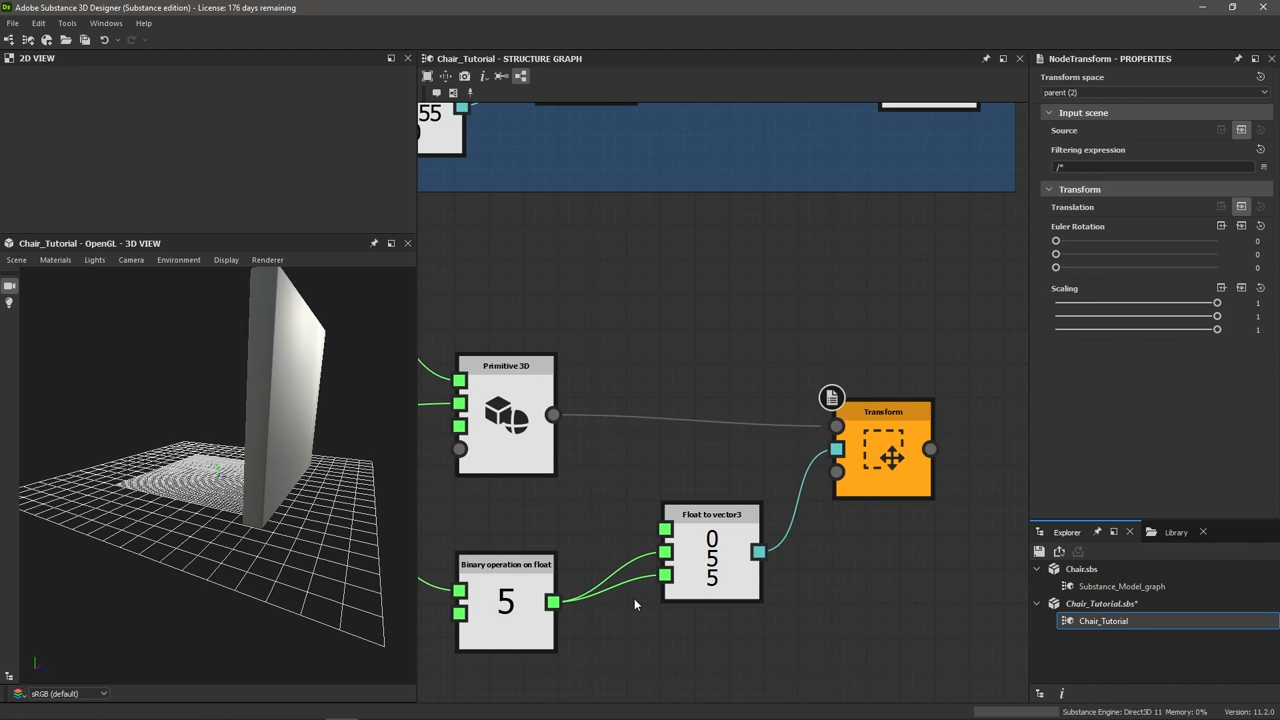 Adobe Substance 3D Designer (Substance edition) - License: 176 days remaining
File Edit Tools Windows Help
2D VIEW
Chair_Tutorial - STRUCTURE GRAPH
NodeTransform - PROPERTIES
Transform space
parent (2)
Input scene
Source
Filtering expression
/*
Transform
Translation
Euler Rotation
0
0
0
Scaling
1
1
1
55
Chair_Tutorial - OpenGL - 3D VIEW
Scene Materials Lights Camera Environment Display Renderer
Primitive 3D
Transform
Float to vector3
0
5
5
Binary operation on float
5
Explorer
Library
Chair.sbs
Substance_Model_graph
Chair_Tutorial.sbs*
Chair_Tutorial
sRGB (default)
Substance Engine: Direct3D 11 Memory: 0% Version: 11.2.0